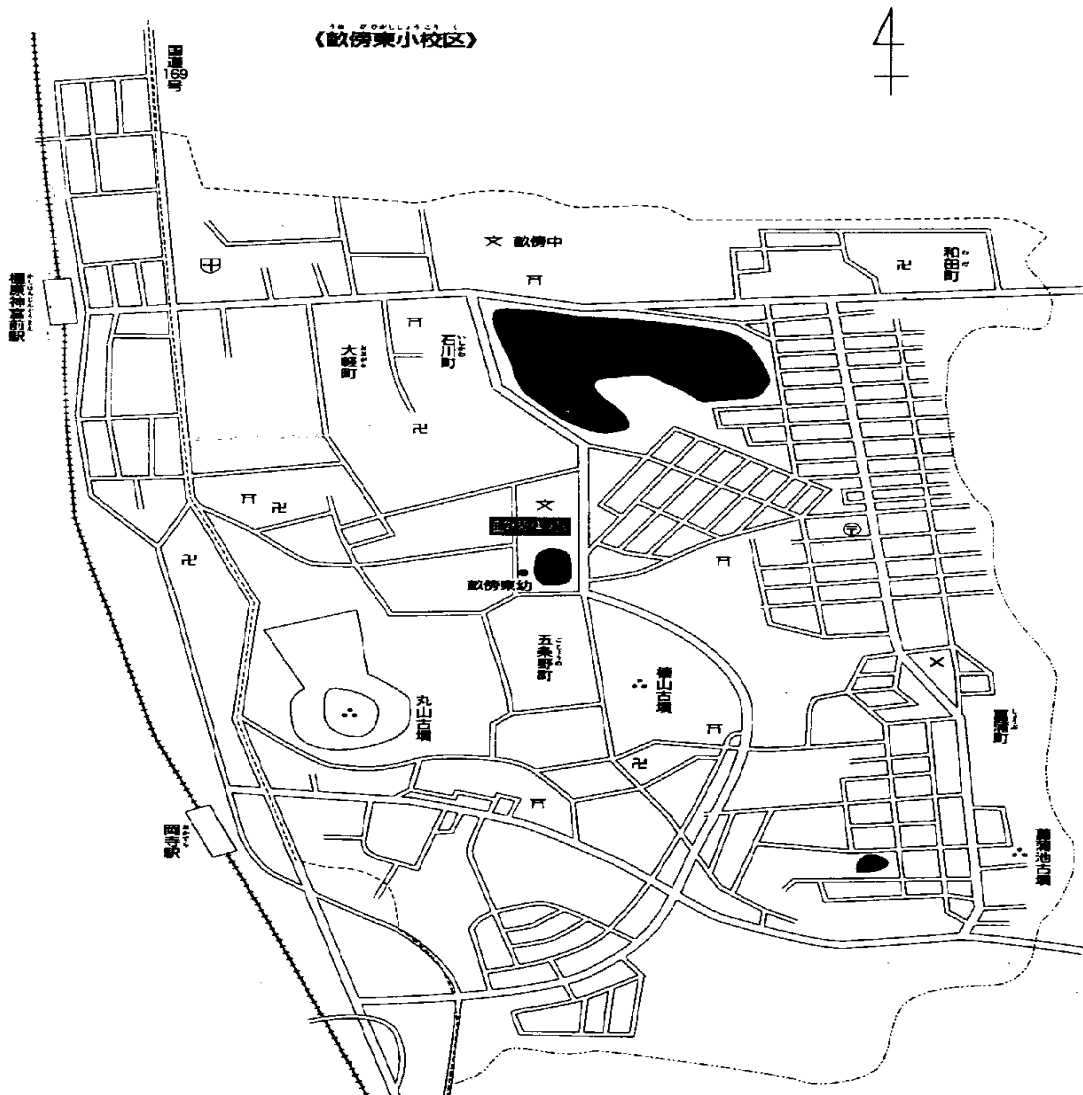 《畝傍東小校区》
国道169号
文 畝傍中
和田町
橿原神宮前駅
大軽町
石川町
畝傍東幼
五条野町
植山古墳
丸山古墳
菖蒲町
岡寺駅
菖蒲池古墳